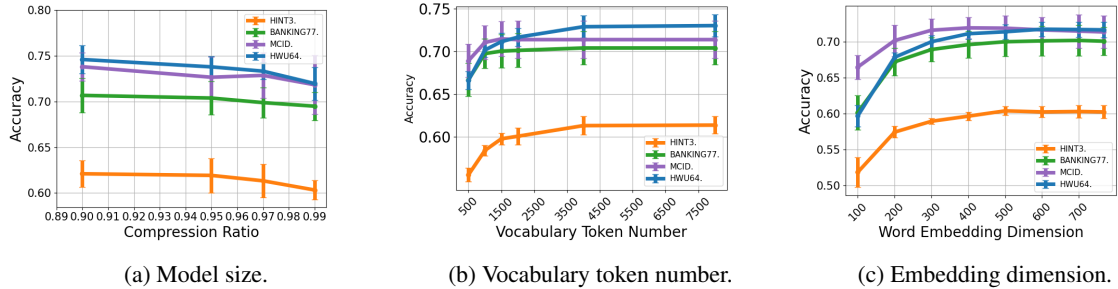 0.80
0.75
0.70
0.65
0.60
Accuracy
HINT3.
BANKING77.
MCID.
HWU64.
0.89 0.90 0.91 0.92 0.93 0.94 0.95 0.96 0.97 0.98 0.99
Compression Ratio
(a) Model size.
0.75
0.70
0.65
0.60
Accuracy
HINT3.
BANKING77.
MCID.
HWU64.
500 1500 2500 3500 4500 5500 6500 7500
Vocabulary Token Number
(b) Vocabulary token number.
0.75
0.70
0.65
0.60
0.55
0.50
Accuracy
HINT3.
BANKING77.
MCID.
HWU64.
100 200 300 400 500 600 700
Word Embedding Dimension
(c) Embedding dimension.